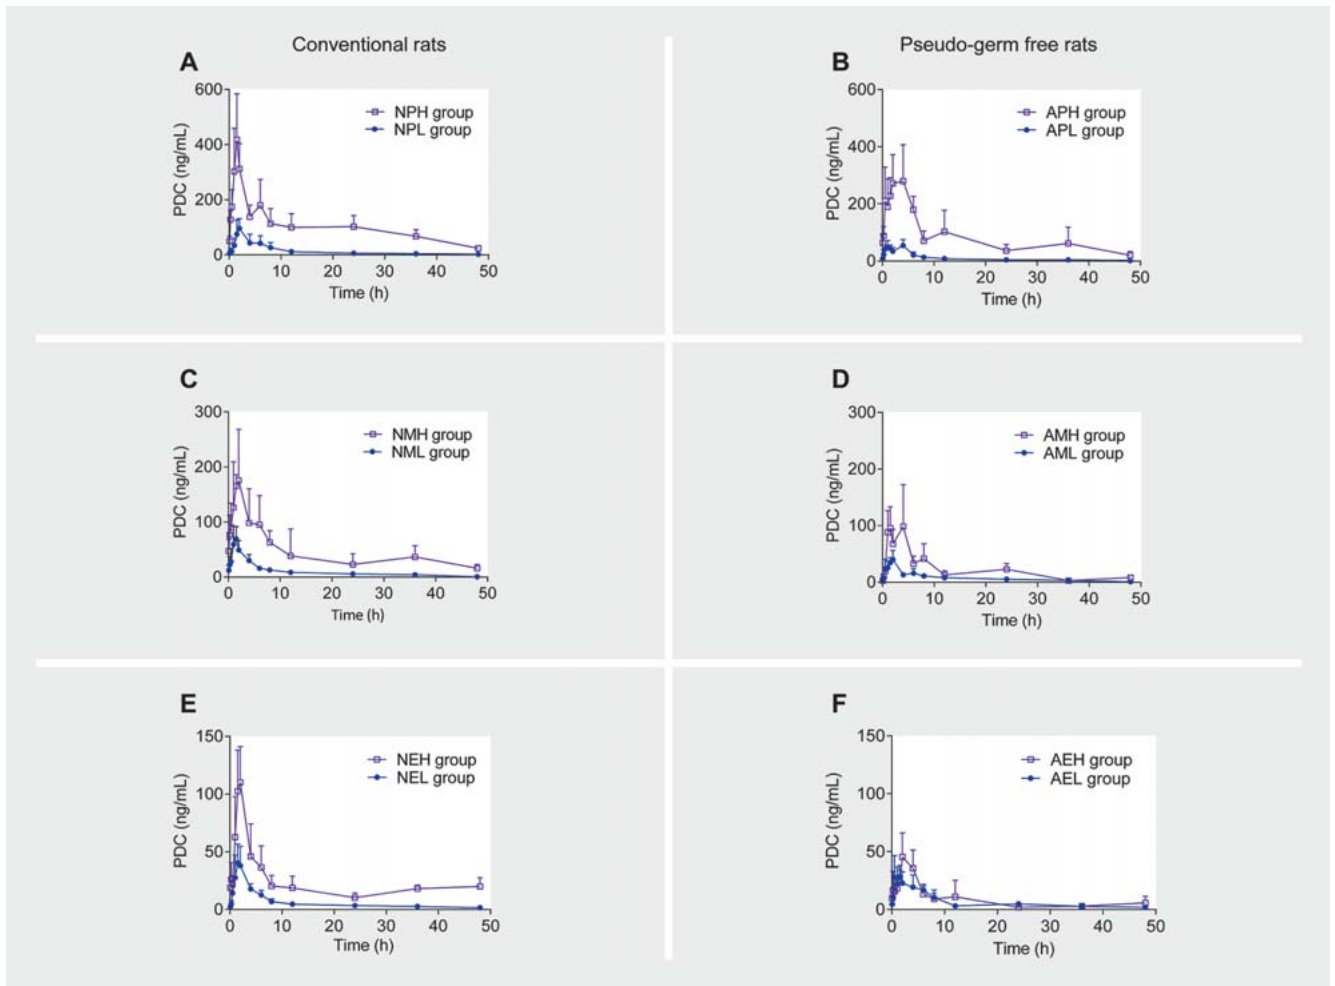 Conventional rats
Pseudo-germ free rats
A
600
400
200
0
PDC (ng/mL)
NPH group
NPL group
0 10 20 30 40 50
Time (h)
B
600
400
200
0
PDC (ng/mL)
APH group
APL group
0 10 20 30 40 50
Time (h)
C
300
200
100
0
PDC (ng/mL)
NMH group
NML group
0 10 20 30 40 50
Time (h)
D
300
200
100
0
PDC (ng/mL)
AMH group
AML group
0 10 20 30 40 50
Time (h)
E
150
100
50
0
PDC (ng/mL)
NEH group
NEL group
0 10 20 30 40 50
Time (h)
F
150
100
50
0
PDC (ng/mL)
AEH group
AEL group
0 10 20 30 40 50
Time (h)